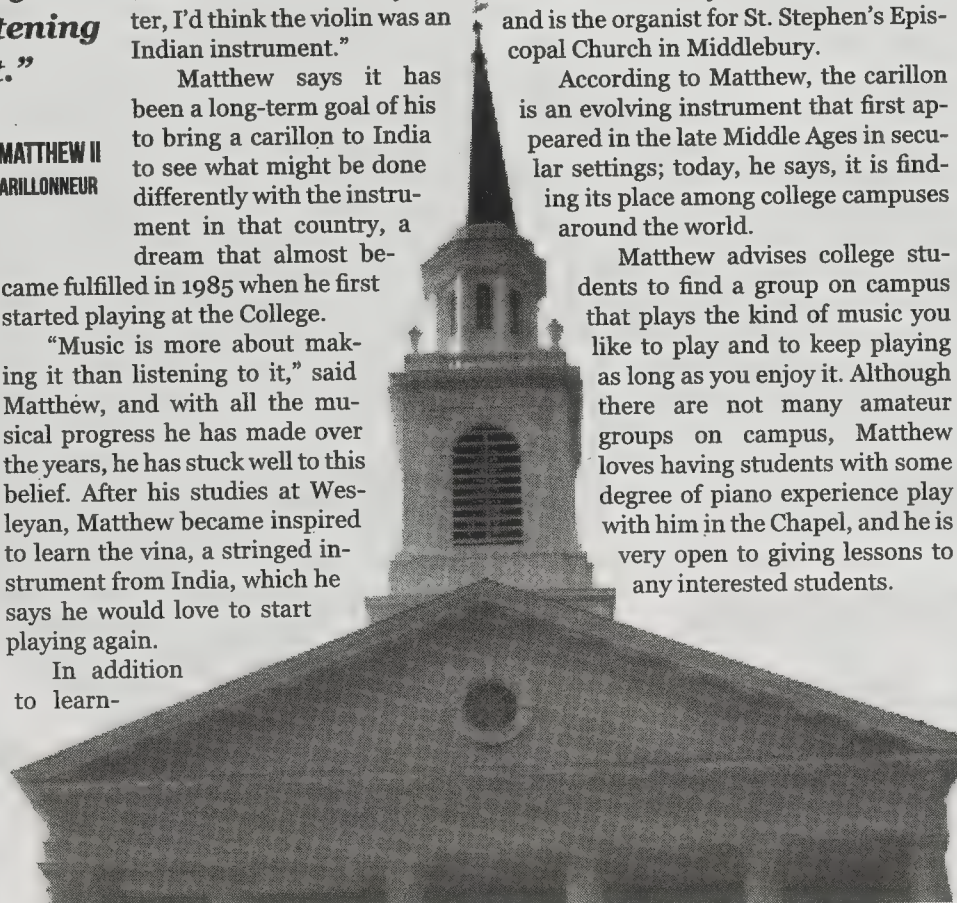 tening
t.”
MATTHEW II
ARILLONNEUR
ter, I’d think the violin was an
Indian instrument.”
Matthew says it has
been a long-term goal of his
to bring a carillon to India
to see what might be done
differently with the instru-
ment in that country, a
dream that almost be-
came fulfilled in 1985 when he first
started playing at the College.
“Music is more about mak-
ing it than listening to it,” said
Matthew, and with all the mu-
sical progress he has made over
the years, he has stuck well to this
belief. After his studies at Wes-
leyan, Matthew became inspired
to learn the vina, a stringed in-
strument from India, which he
says he would love to start
playing again.
In addition
to learn-
and is the organist for St. Stephen’s Epis-
copal Church in Middlebury.
According to Matthew, the carillon
is an evolving instrument that first ap-
peared in the late Middle Ages in secu-
lar settings; today, he says, it is find-
ing its place among college campuses
around the world.
Matthew advises college stu-
dents to find a group on campus
that plays the kind of music you
like to play and to keep playing
as long as you enjoy it. Although
there are not many amateur
groups on campus, Matthew
loves having students with some
degree of piano experience play
with him in the Chapel, and he is
very open to giving lessons to
any interested students.